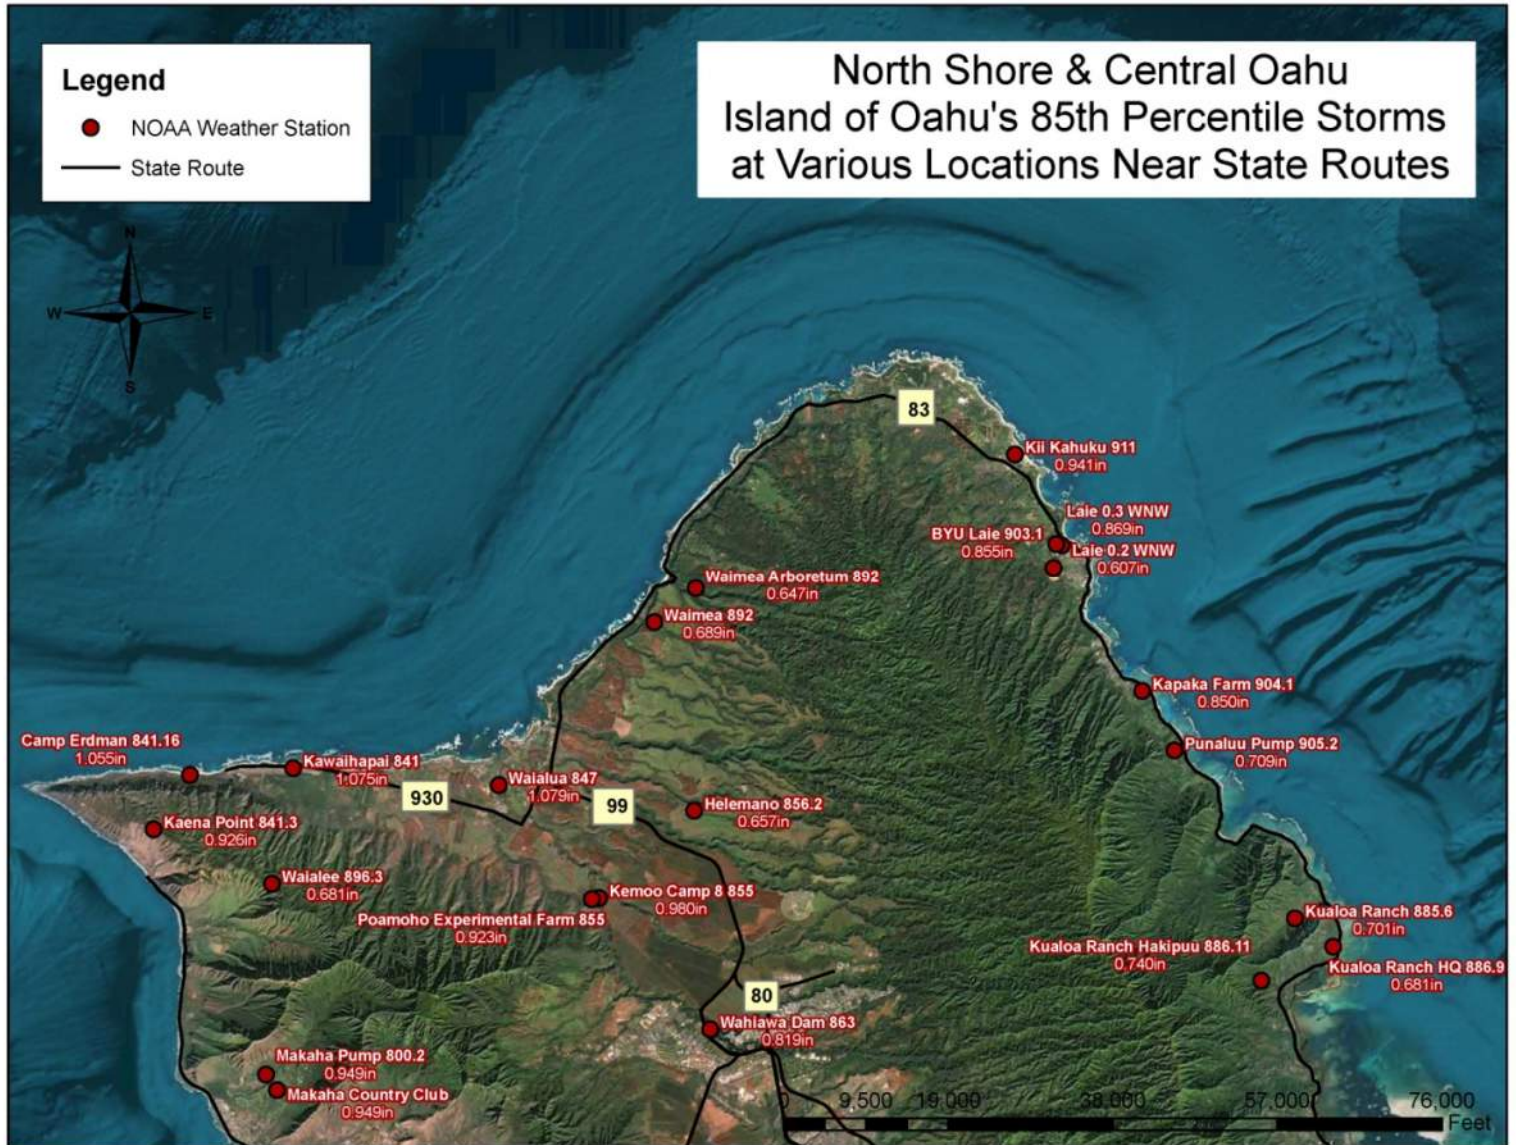 Legend
NOAA Weather Station
State Route
North Shore & Central Oahu
Island of Oahu's 85th Percentile Storms
at Various Locations Near State Routes
N
W
E
S
83
Kii Kahuku 911
0.941in
Laie 0.3 WNW
0.869in
BYU Laie 903.1
0.855in
Laie 0.2 WNW
0.607in
Waimea Arboretum 892
0.647in
Waimea 892
0.689in
Kapaka Farm 904.1
0.850in
Punaluu Pump 905.2
0.709in
Camp Erdman 841.16
1.055in
Kawaihapai 841
1.075in
Waialua 847
1.079in
930
99
Helemano 856.2
0.657in
Kaena Point 841.3
0.926in
Waialee 896.3
0.681in
Kemoo Camp 8 855
0.980in
Poamoho Experimental Farm 855
0.923in
Kualoa Ranch 885.6
0.701in
Kualoa Ranch Hakipuu 886.11
0.740in
Kualoa Ranch HQ 886.9
0.681in
80
Wahiawa Dam 863
0.819in
Makaha Pump 800.2
0.949in
Makaha Country Club
0.949in
0 9,500 19,000 38,000 57,000 76,000
Feet